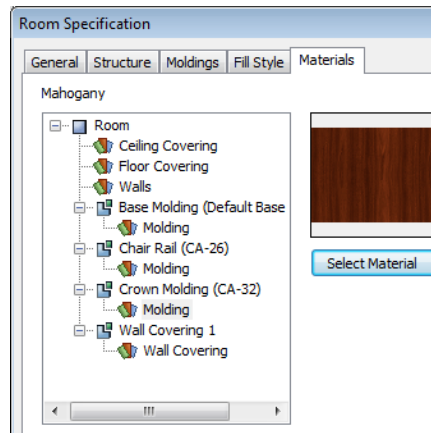 Room Specification
General Structure Moldings Fill Style Materials
Mahogany
Room
Ceiling Covering
Floor Covering
Walls
Base Molding (Default Base
Molding
Chair Rail (CA-26)
Molding
Select Material
Crown Molding (CA-32)
Molding
Wall Covering 1
Wall Covering